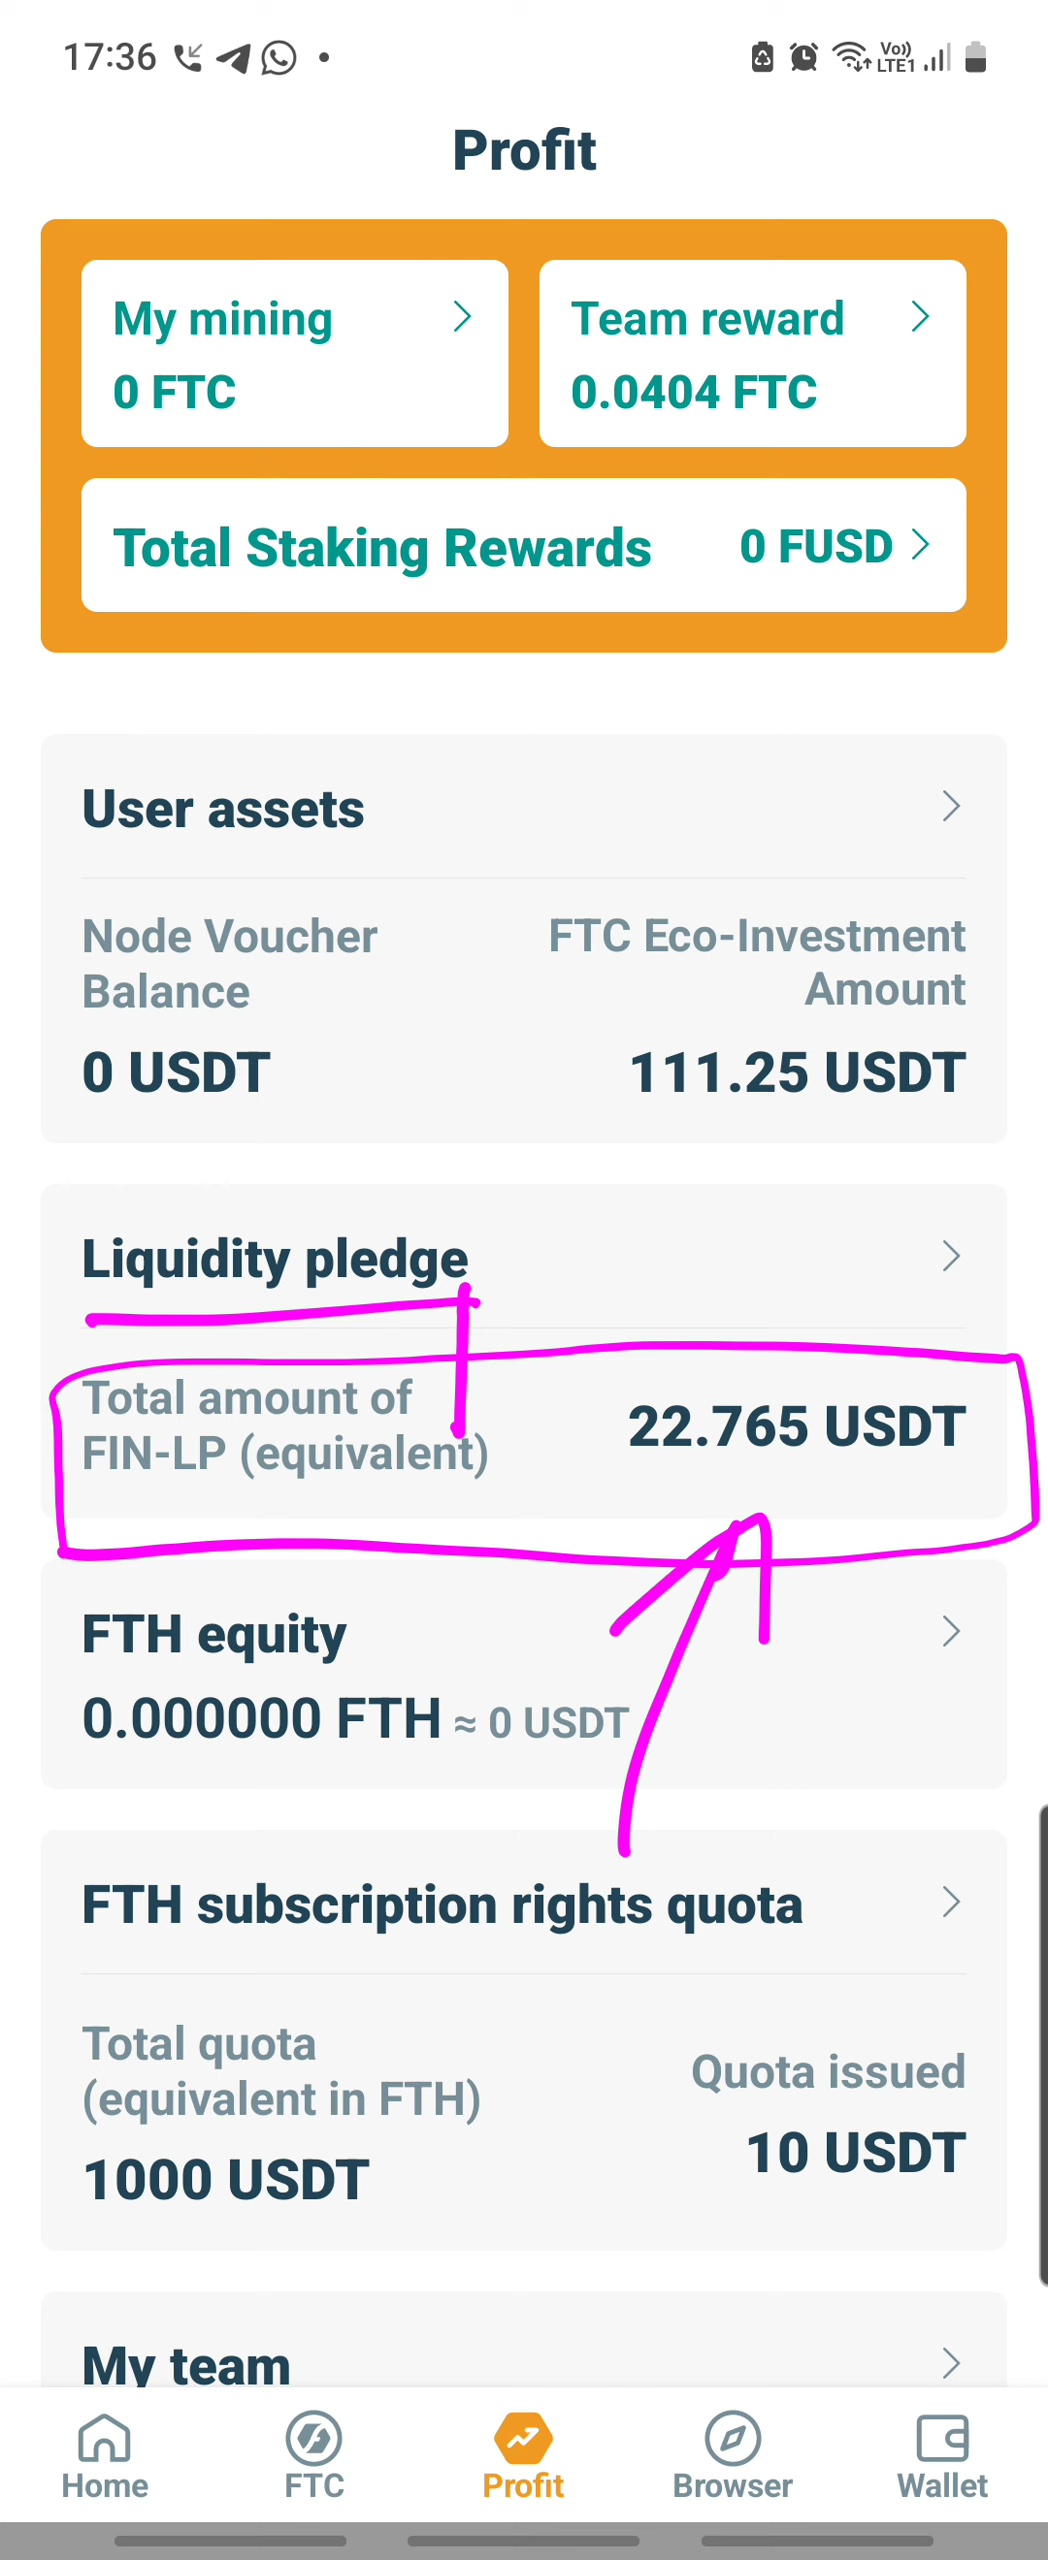 17:36
Vo))
LTE1
Profit
My mining
0 FTC
Team reward
0.0404 FTC
Total Staking Rewards 0 FUSD
User assets
Node Voucher
Balance
0 USDT
FTC Eco-Investment
Amount
111.25 USDT
Liquidity pledge
Total amount of
FIN-LP (equivalent)
22.765 USDT
FTH equity
0.000000 FTH ≈ 0 USDT
FTH subscription rights quota
Total quota
(equivalent in FTH)
1000 USDT
Quota issued
10 USDT
My team
Home
FTC
Profit
Browser
Wallet